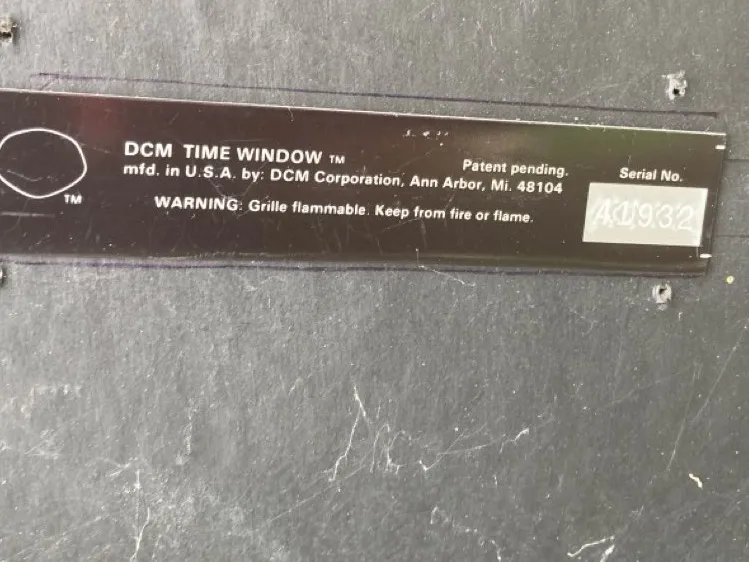 DCM TIME WINDOW TM
mfd. in U.S.A. by: DCM Corporation, Ann Arbor, Mi. 48104
Patent pending.
WARNING: Grille flammable. Keep from fire or flame.
TM
Serial No.
41932